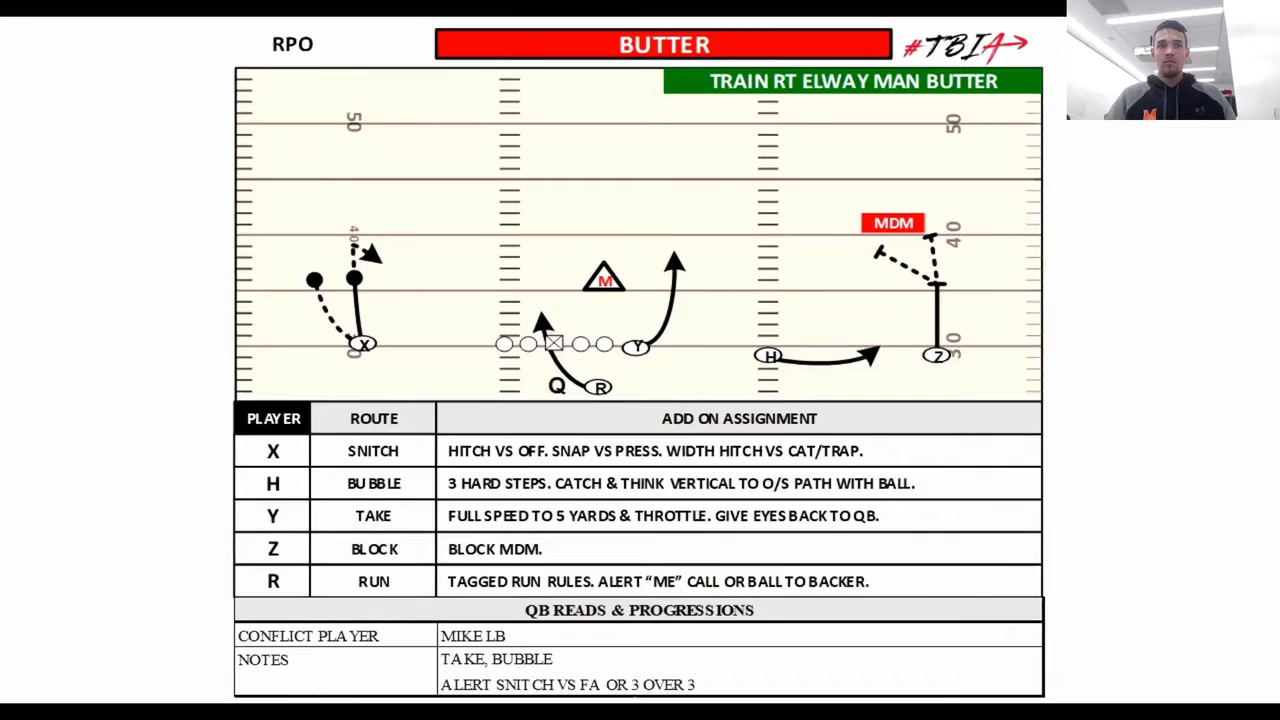 RPO
BUTTER
#TBIA
TRAIN RT ELWAY MAN BUTTER
50
50
40
40
MDM
M
X
Y
H
Z
0
30
Q
R
PLAYER ROUTE ADD ON ASSIGNMENT
X SNITCH HITCH VS OFF. SNAP VS PRESS. WIDTH HITCH VS CAT/TRAP.
H BUBBLE 3 HARD STEPS. CATCH & THINK VERTICAL TO O/S PATH WITH BALL.
Y TAKE FULL SPEED TO 5 YARDS & THROTTLE. GIVE EYES BACK TO QB.
Z BLOCK BLOCK MDM.
R RUN TAGGED RUN RULES. ALERT “ME” CALL OR BALL TO BACKER.
QB READS & PROGRESSIONS
CONFLICT PLAYER MIKE LB
NOTES TAKE, BUBBLE
ALERT SNITCH VS FA OR 3 OVER 3